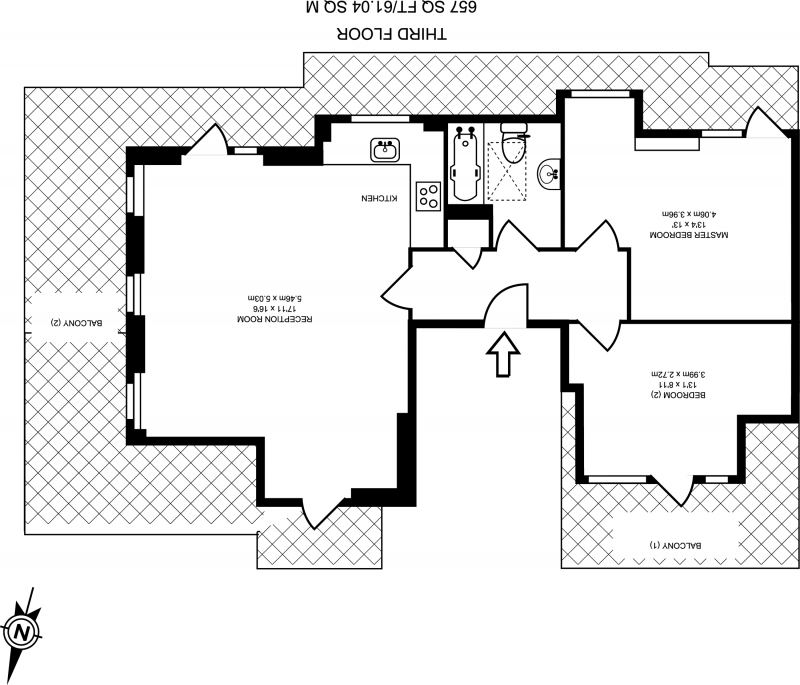 N
BALCONY (1)
BEDROOM (2)
13'1 x 8'11
3.99m x 2.72m
BALCONY (2)
RECEPTION ROOM
17'11 x 16'6
5.46m x 5.03m
MASTER BEDROOM
13'4 x 13'
4.06m x 3.96m
KITCHEN
THIRD FLOOR
657 SQ FT/61.04 SQ M